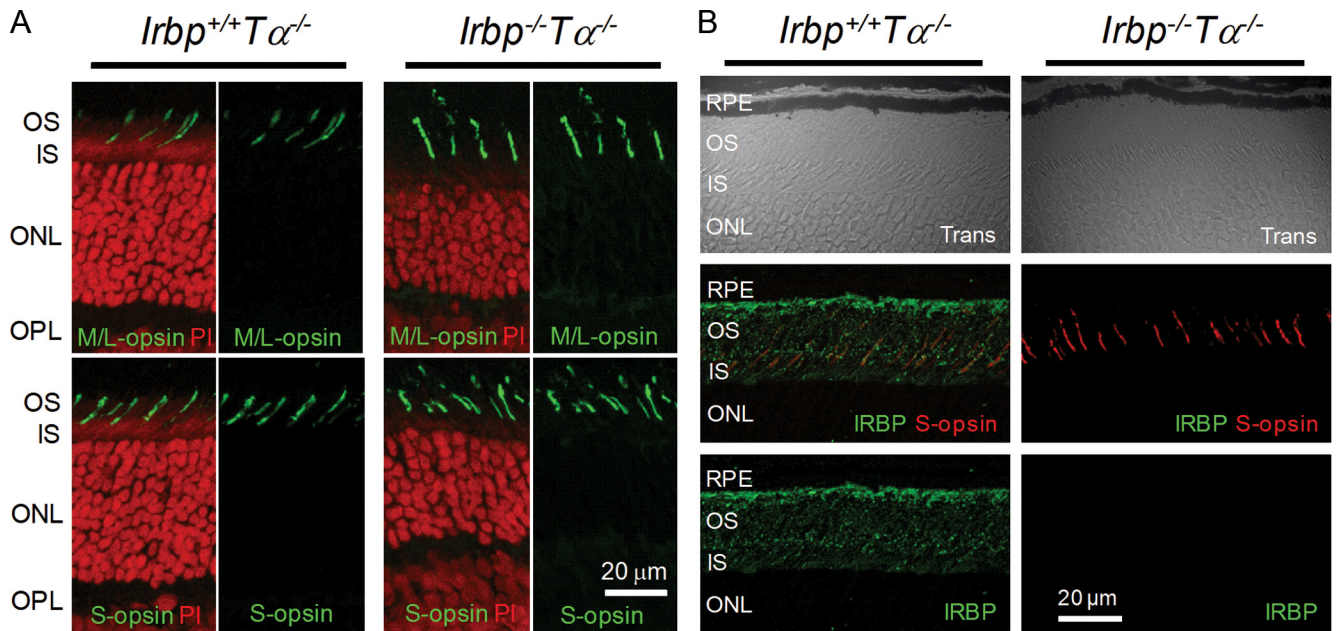 A
Irbp+/+Tα-/-
Irbp-/-Tα-/-
OS
IS
ONL
OPL
M/L-opsin PI
M/L-opsin
M/L-opsin PI
M/L-opsin
OS
IS
ONL
OPL
S-opsin PI
S-opsin
S-opsin PI
20 μm
S-opsin
B
Irbp+/+Tα-/-
Irbp-/-Tα-/-
RPE
OS
IS
ONL
Trans
Trans
RPE
OS
IS
ONL
IRBP S-opsin
IRBP S-opsin
RPE
OS
IS
ONL
IRBP
20 μm
IRBP